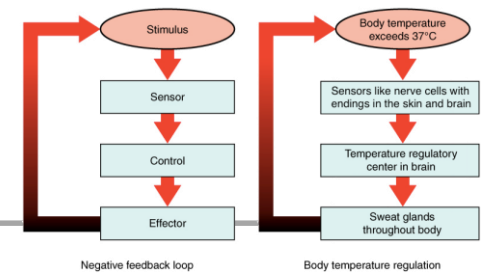 Stimulus
Sensor
Control
Effector
Negative feedback loop
Body temperature
exceeds 37°C
Sensors like nerve cells with
endings in the skin and brain
Temperature regulatory
center in brain
Sweat glands
throughout body
Body temperature regulation